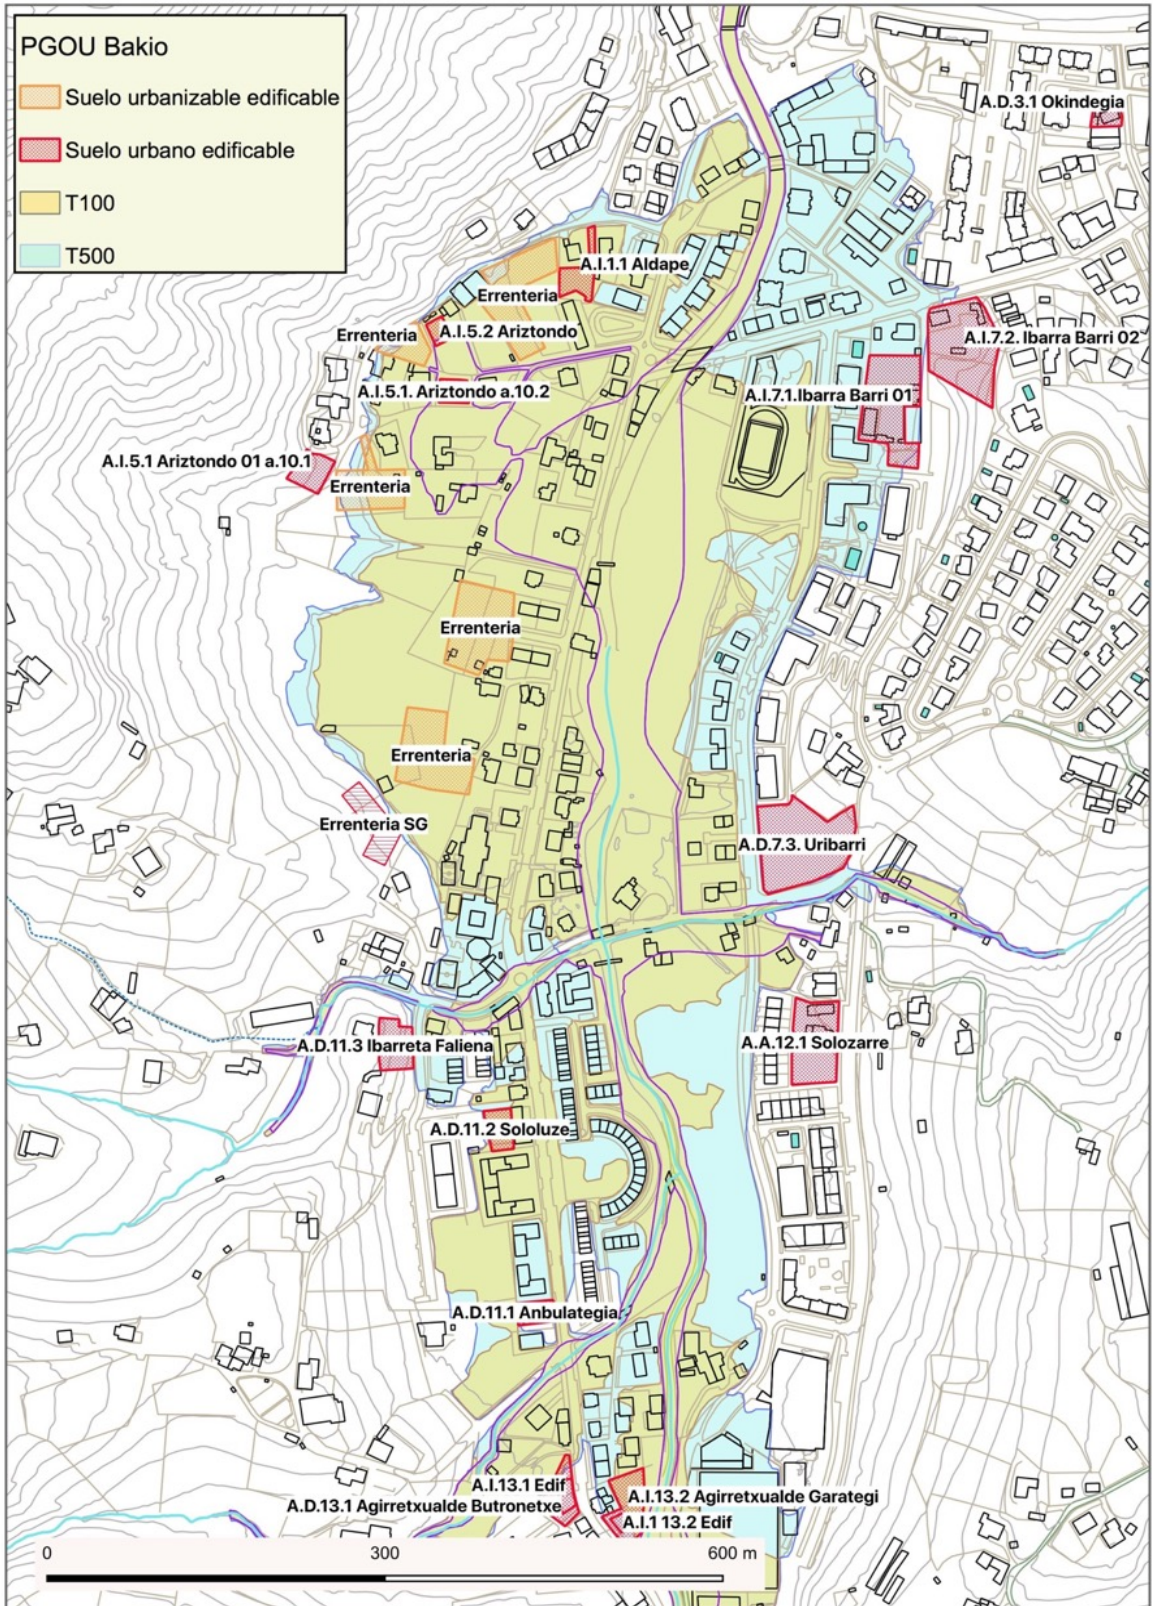 PGOU Bakio
Suelo urbanizable edificable
Suelo urbano edificable
T100
T500
A.D.3.1 Okindegia
A.I.1.1 Aldape
Errenteria
Errenteria
A.I.5.2 Ariztondo
A.I.7.2. Ibarra Barri 02
A.I.5.1. Ariztondo a.10.2
A.I.7.1.Ibarra Barri 01
A.I.5.1 Ariztondo 01 a.10.1
Errenteria
Errenteria
Errenteria
Errenteria SG
A.D.7.3. Uribarri
A.D.11.3 Ibarreta Faliena
A.A.12.1 Solozarre
A.D.11.2 Sololuze
A.D.11.1 Anbulategia
A.I.13.1 Edif
A.I.13.2 Agirretxualde Garategi
A.D.13.1 Agirretxualde Butronetxe
A.I.1 13.2 Edif
0 300 600 m